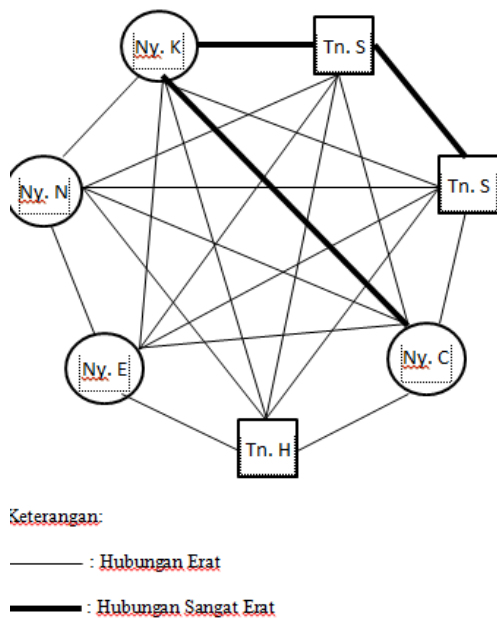 Ny. K
Tn. S
Ny. N
Tn. S
Ny. E
Ny. C
Tn. H
Keterangan:
: Hubungan Erat
: Hubungan Sangat Erat